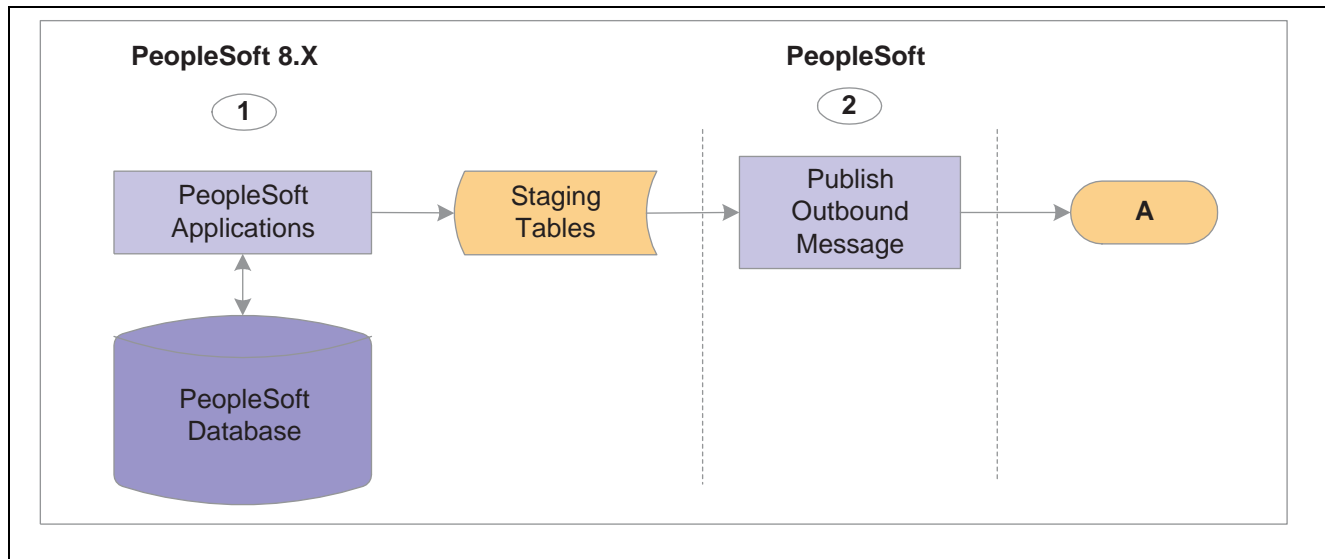 PeopleSoft 8.X
PeopleSoft
1
2
PeopleSoft
Applications
Staging
Tables
Publish
Outbound
Message
A
PeopleSoft
Database